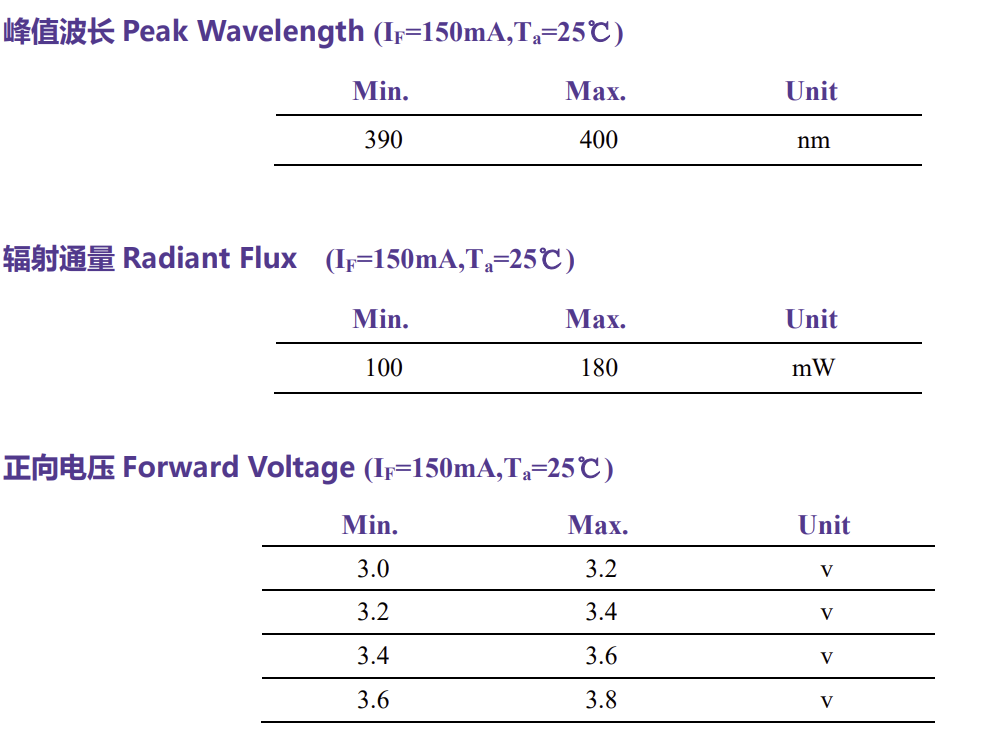 峰值波长 Peak Wavelength (IF=150mA,Ta=25℃)
Min. Max. Unit
390 400 nm
辐射通量 Radiant Flux (IF=150mA,Ta=25℃)
Min. Max. Unit
100 180 mW
正向电压 Forward Voltage (IF=150mA,Ta=25℃)
Min. Max. Unit
3.0 3.2 v
3.2 3.4 v
3.4 3.6 v
3.6 3.8 v